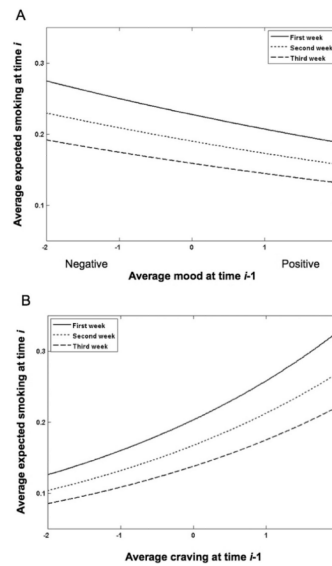 A
First week
Second week
Third week
Average expected smoking at time i
0.3
0.2
0.1
-2
-1
0
1
2
Negative
Positive
Average mood at time i-1
B
First week
Second week
Third week
Average expected smoking at time i
0.3
0.2
0.1
-2
-1
0
1
2
Average craving at time i-1